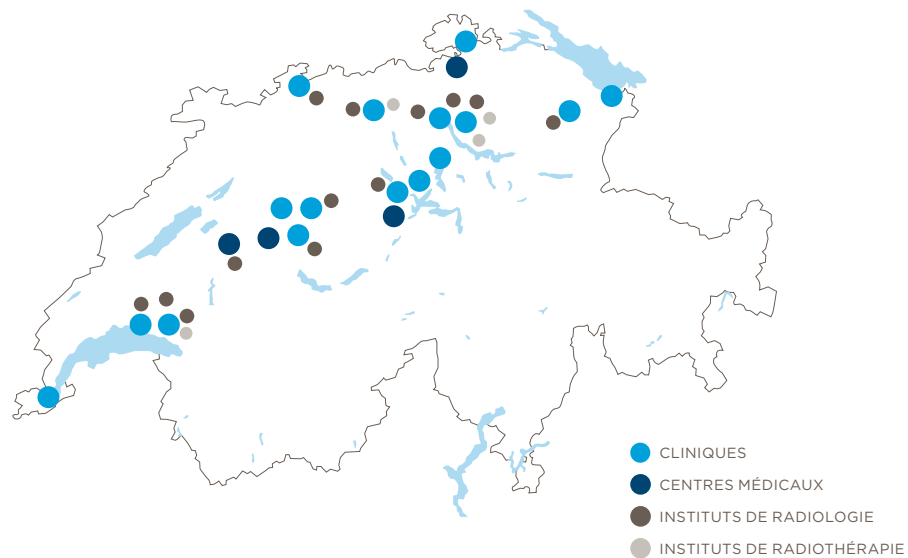 CLINIQUES
CENTRES MÉDICAUX
INSTITUTS DE RADIOLOGIE
INSTITUTS DE RADIOTHÉRAPIE